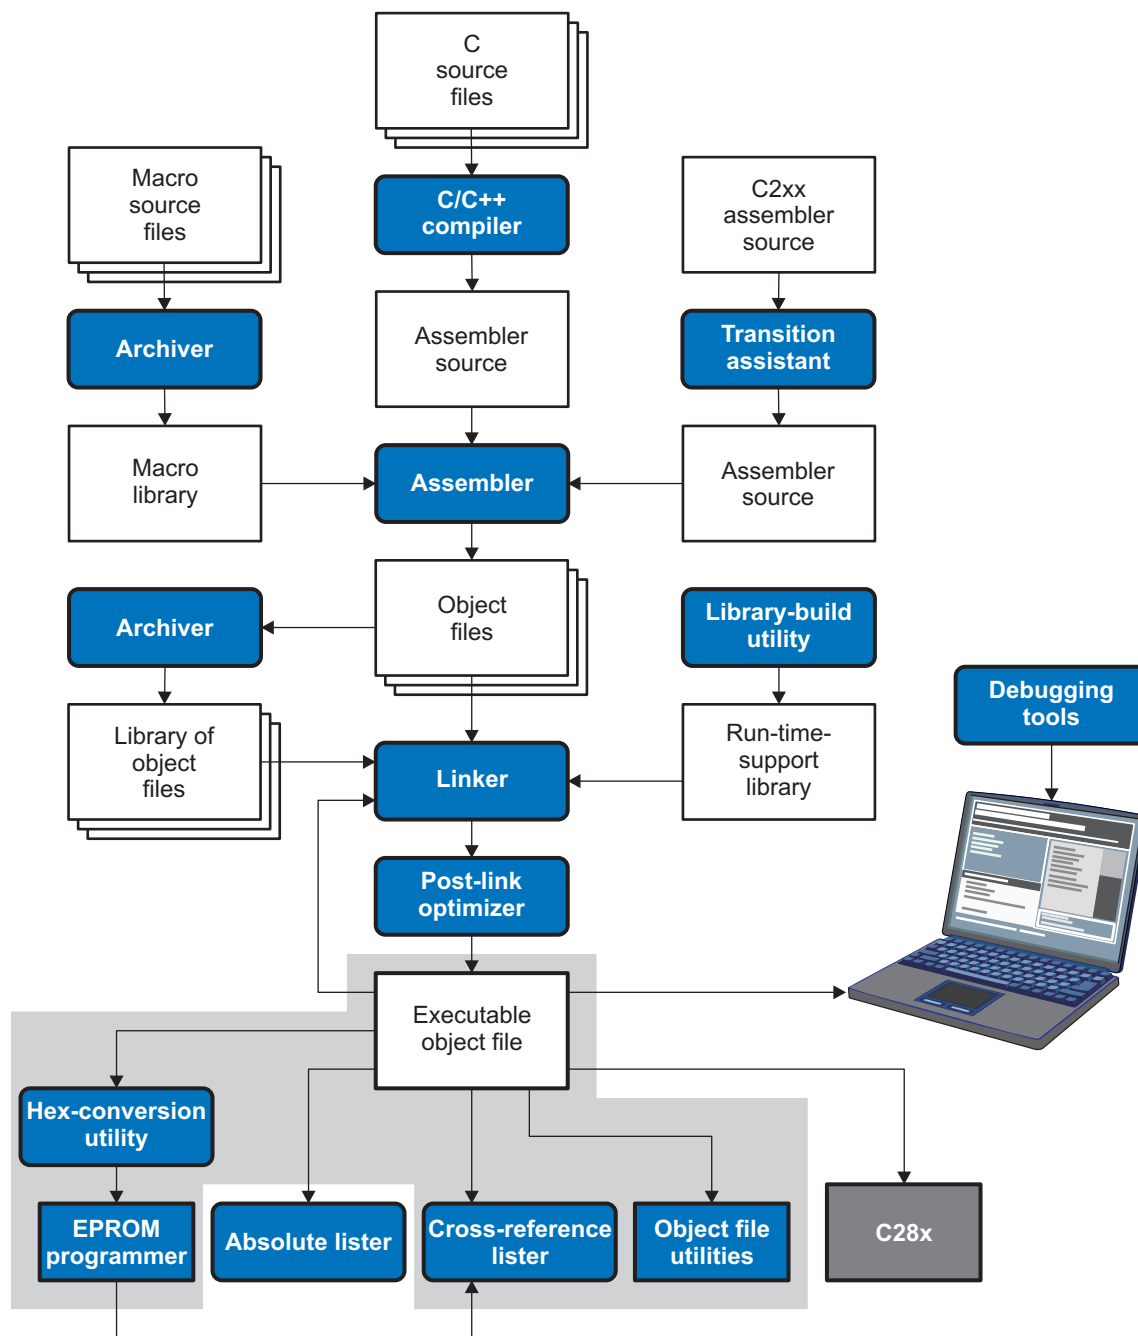 C
source
files
Macro
source
files
C/C++
compiler
C2xx
assembler
source
Archiver
Assembler
source
Transition
assistant
Macro
library
Assembler
Assembler
source
Archiver
Object
files
Library-build
utility
Debugging
tools
Library of
object
files
Linker
Run-time-
support
library
Post-link
optimizer
Executable
object file
Hex-conversion
utility
EPROM
programmer
Absolute lister
Cross-reference
lister
Object file
utilities
C28x